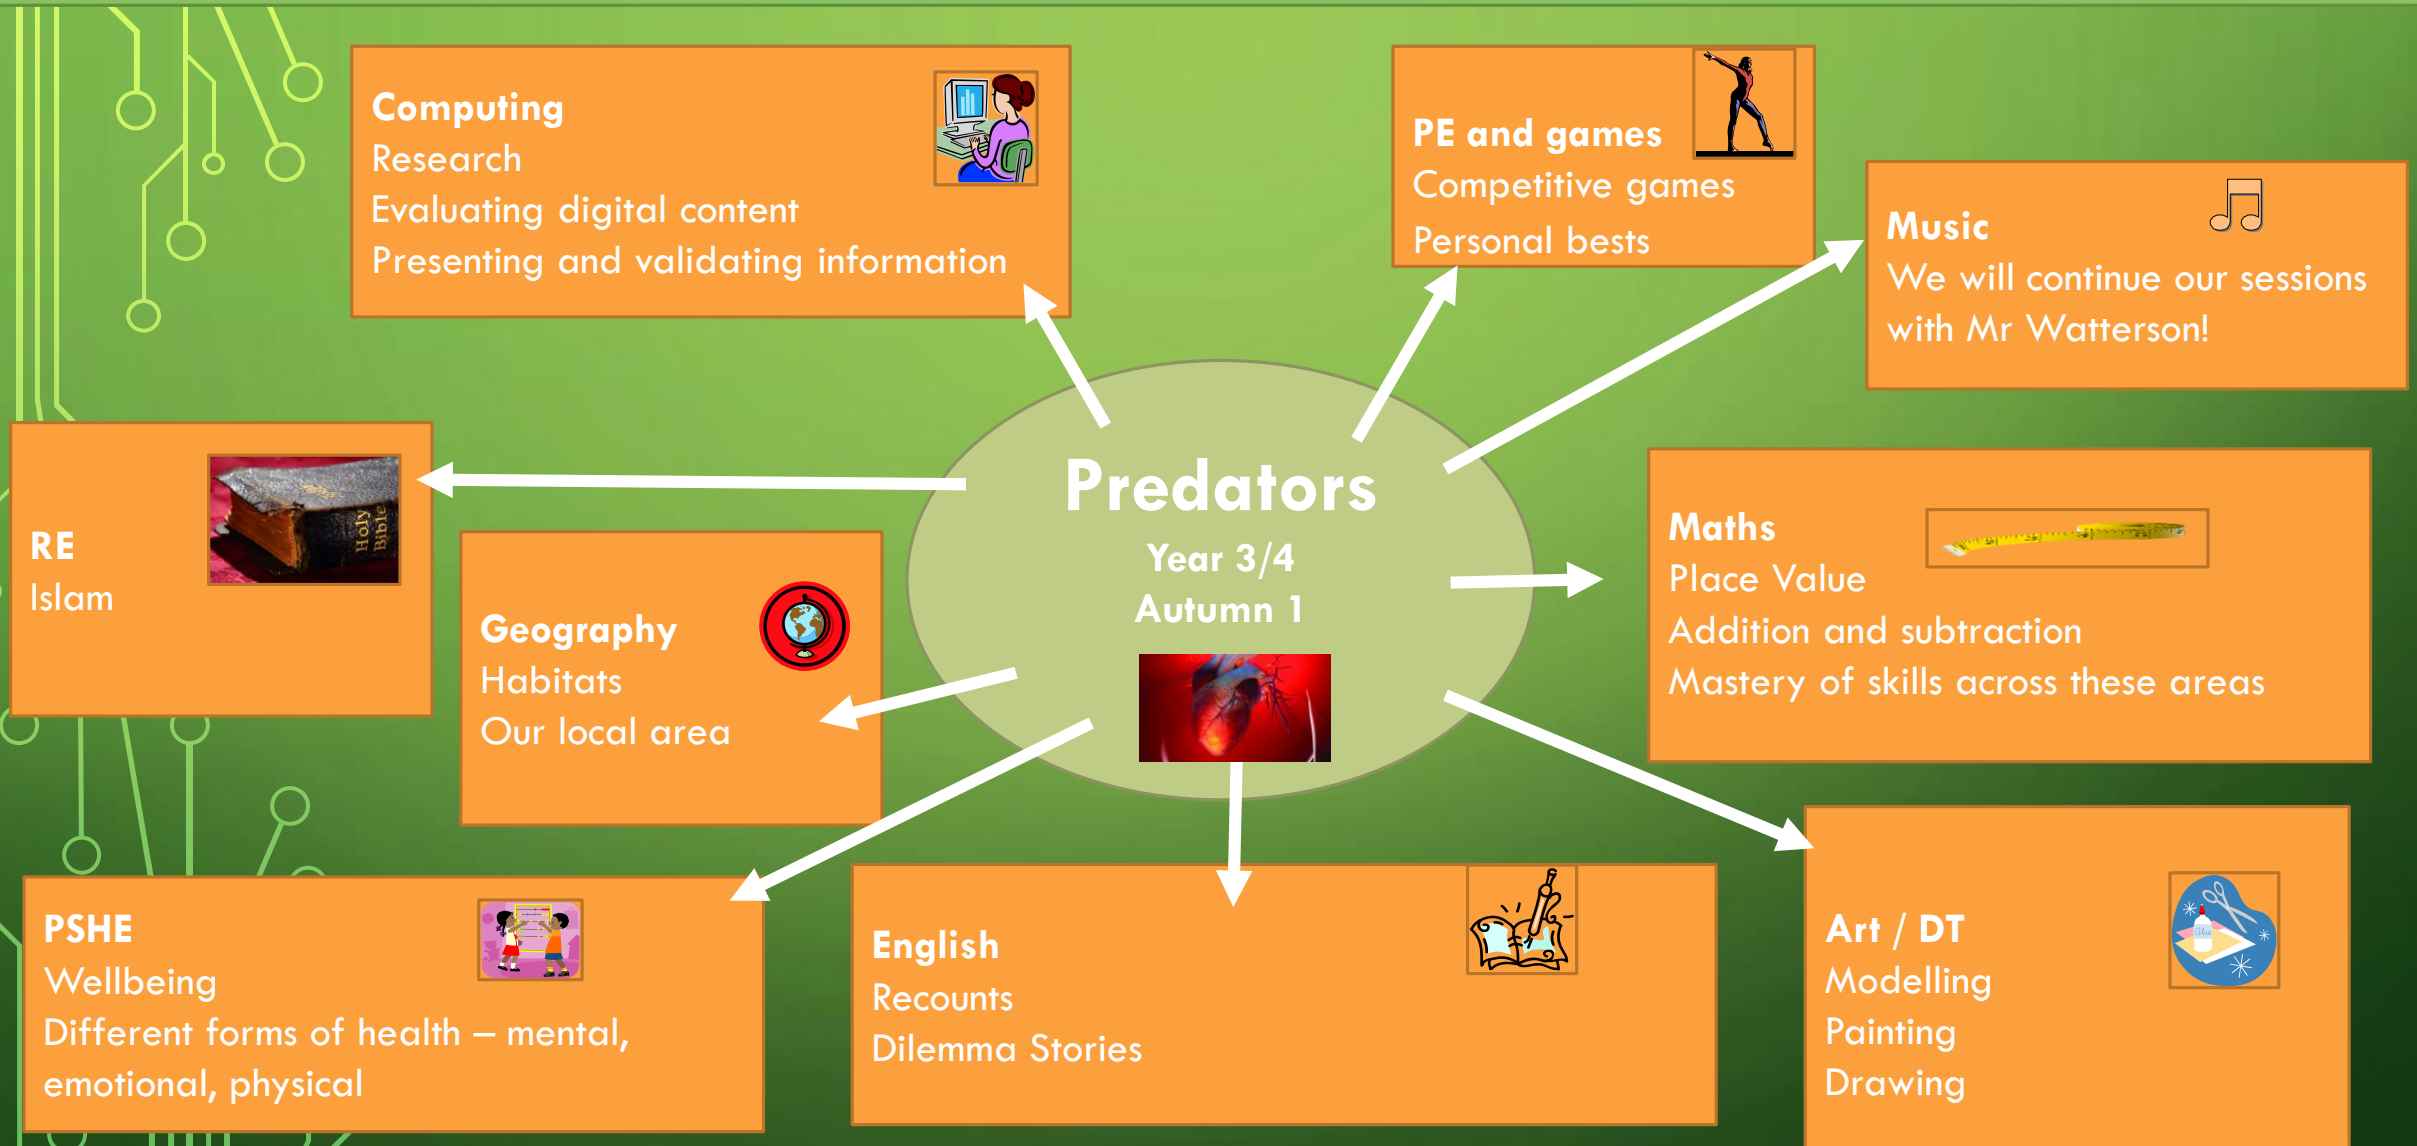 Computing
Research
Evaluating digital content
Presenting and validating information
PE and games
Competitive games
Personal bests
Music
We will continue our sessions
with Mr Watterson!
RE
Islam
Holy
Bible
Geography
Habitats
Our local area
Predators
Year 3/4
Autumn 1
Maths
Place Value
Addition and subtraction
Mastery of skills across these areas
PSHE
Wellbeing
Different forms of health – mental,
emotional, physical
English
Recounts
Dilemma Stories
Art / DT
Modelling
Painting
Drawing
Glue